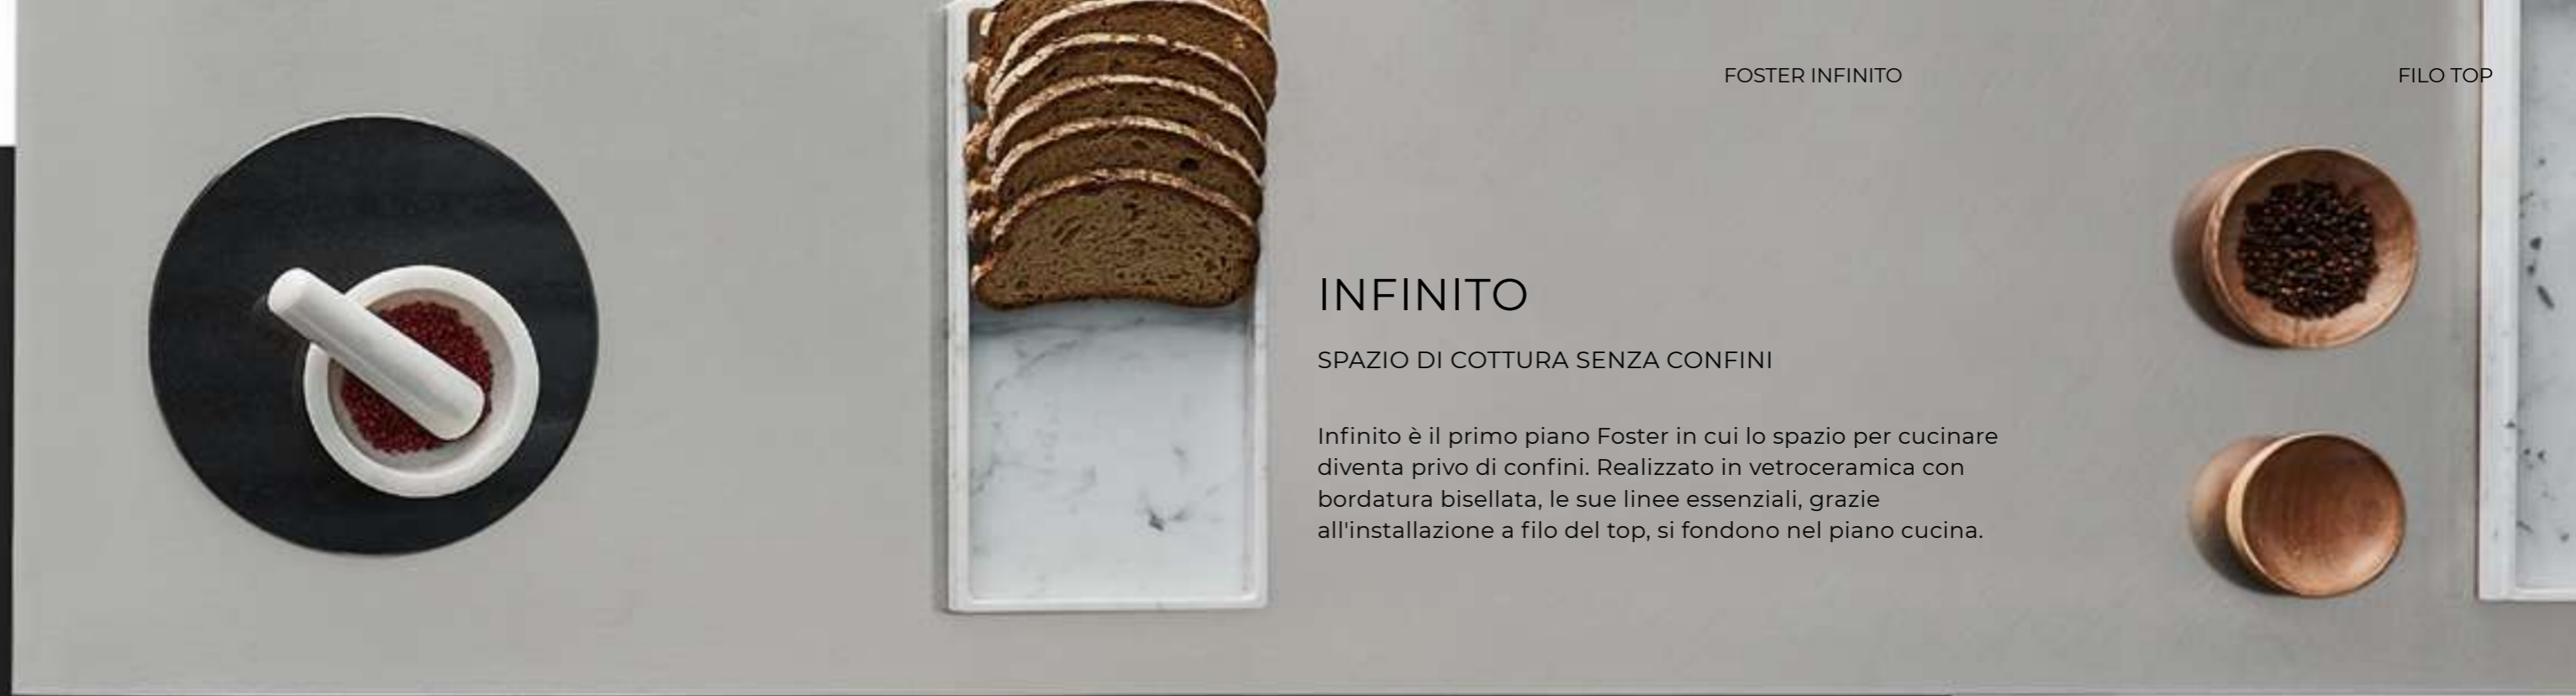 FOSTER INFINITO
FILO TOP
INFINITO
SPAZIO DI COTTURA SENZA CONFINI
Infinito è il primo piano Foster in cui lo spazio per cucinare
diventa privo di confini. Realizzato in vetroceramica con
bordatura bisellata, le sue linee essenziali, grazie
all'installazione a filo del top, si fondono nel piano cucina.